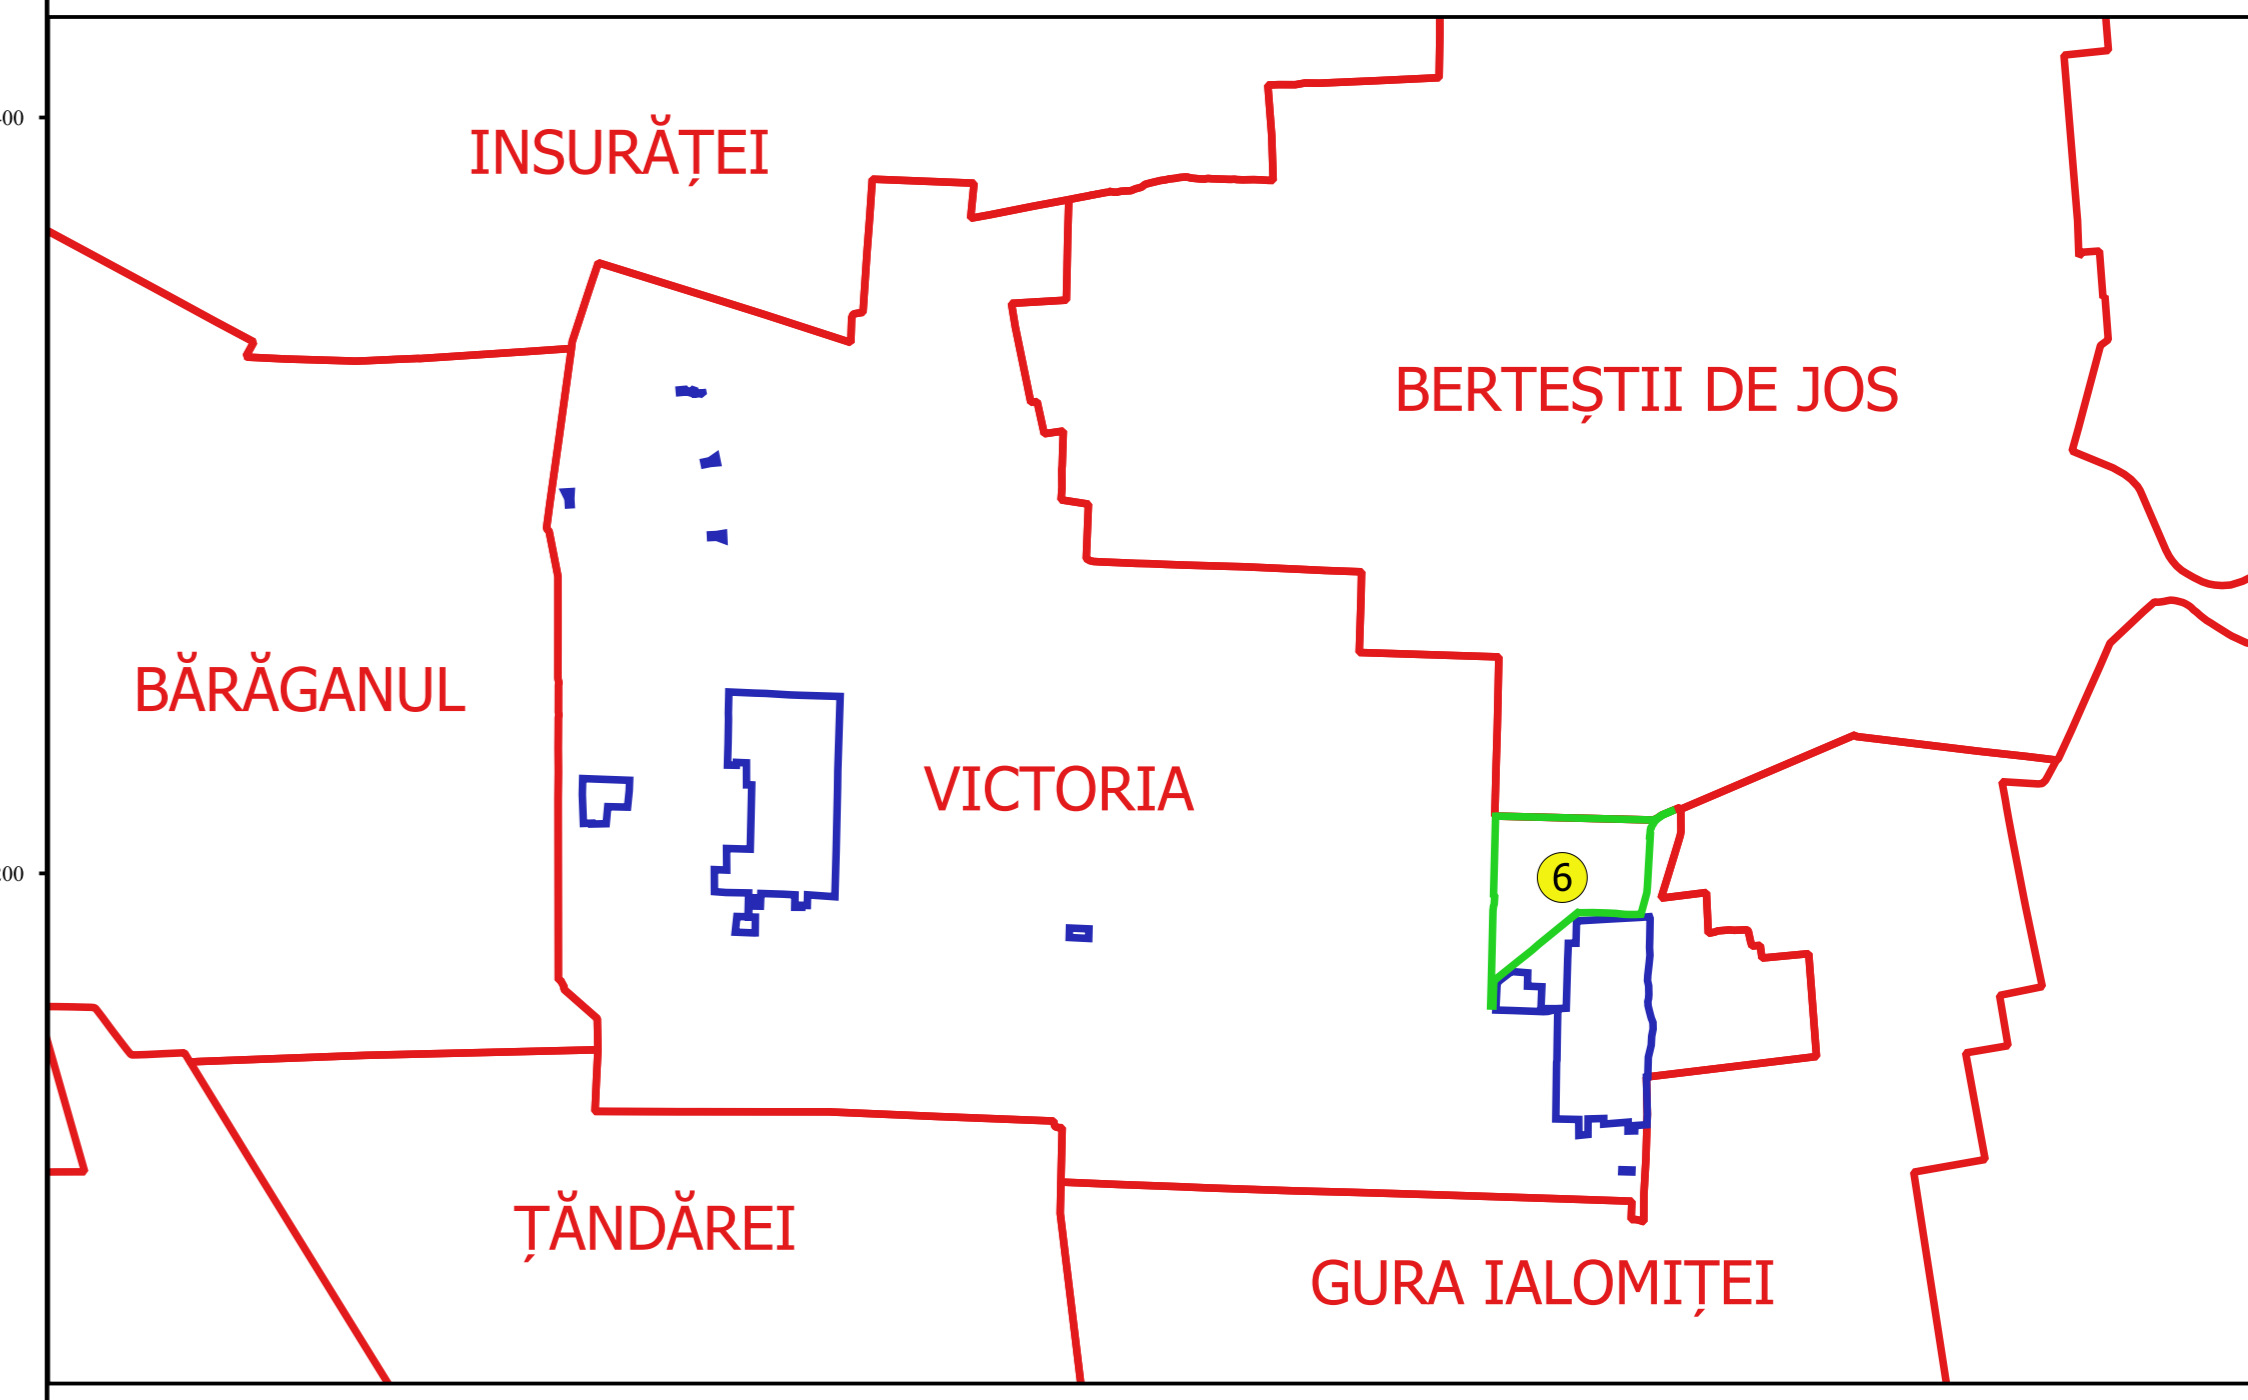 INSURĂȚEI
BERTEȘTII DE JOS
BĂRĂGANUL
VICTORIA
6
ȚĂNDĂREI
GURA IALOMIȚEI